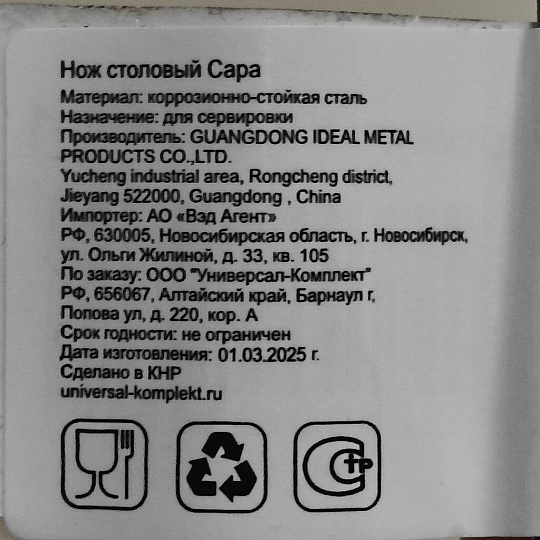 Нож столовый Сара
Материал: коррозионно-стойкая сталь
Назначение: для сервировки
Производитель: GUANGDONG IDEAL METAL
PRODUCTS CO.,LTD.
Yucheng industrial area, Rongcheng district,
Jieyang 522000, Guangdong , China
Импортер: АО «Вэд Агент»
РФ, 630005, Новосибирская область, г. Новосибирск,
ул. Ольги Жилиной, д. 33, кв. 105
По заказу: ООО "Универсал-Комплект"
РФ, 656067, Алтайский край, Барнаул г,
Попова ул, д. 220, кор. А
Срок годности: не ограничен
Дата изготовления: 01.03.2025 г.
Сделано в КНР
universal-komplekt.ru
СТР